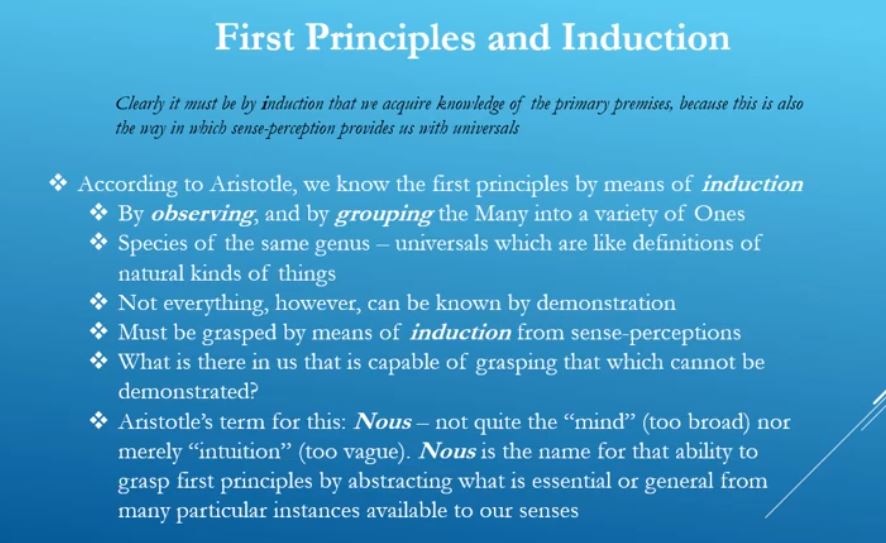 First Principles and Induction
Clearly it must be by induction that we acquire knowledge of the primary premises, because this is also
the way in which sense-perception provides us with universals
❖ According to Aristotle, we know the first principles by means of induction
❖ By observing, and by grouping the Many into a variety of Ones
❖ Species of the same genus – universals which are like definitions of
natural kinds of things
❖ Not everything, however, can be known by demonstration
❖ Must be grasped by means of induction from sense-perceptions
❖ What is there in us that is capable of grasping that which cannot be
demonstrated?
❖ Aristotle's term for this: Nous – not quite the “mind” (too broad) nor
merely “intuition” (too vague). Nous is the name for that ability to
grasp first principles by abstracting what is essential or general from
many particular instances available to our senses